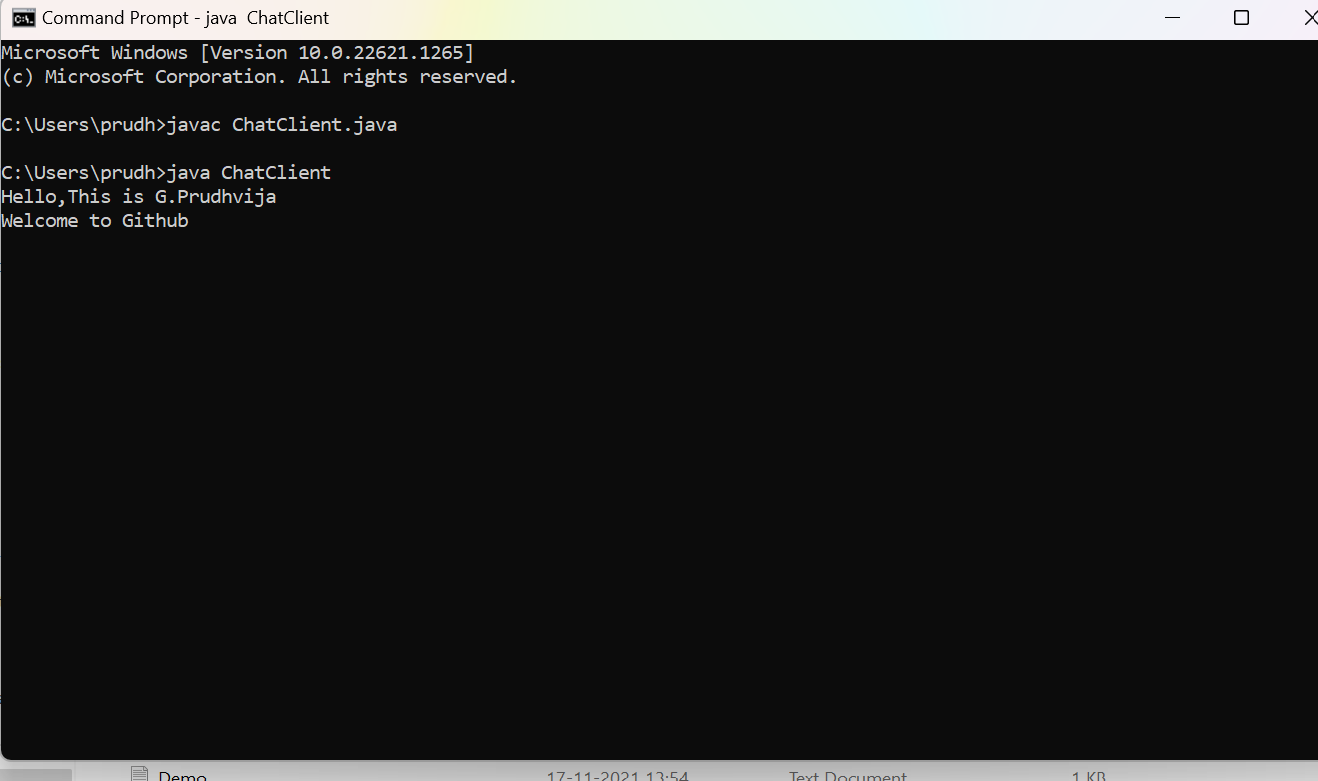 Command Prompt - java  ChatClient
Microsoft Windows [Version 10.0.22621.1265]
(c) Microsoft Corporation. All rights reserved.
C:\Users\prudh>javac ChatClient.java
C:\Users\prudh>java ChatClient
Hello,This is G.Prudhvija
Welcome to Github
Demo 17-11-2021 13:54 Text Document 1 KB